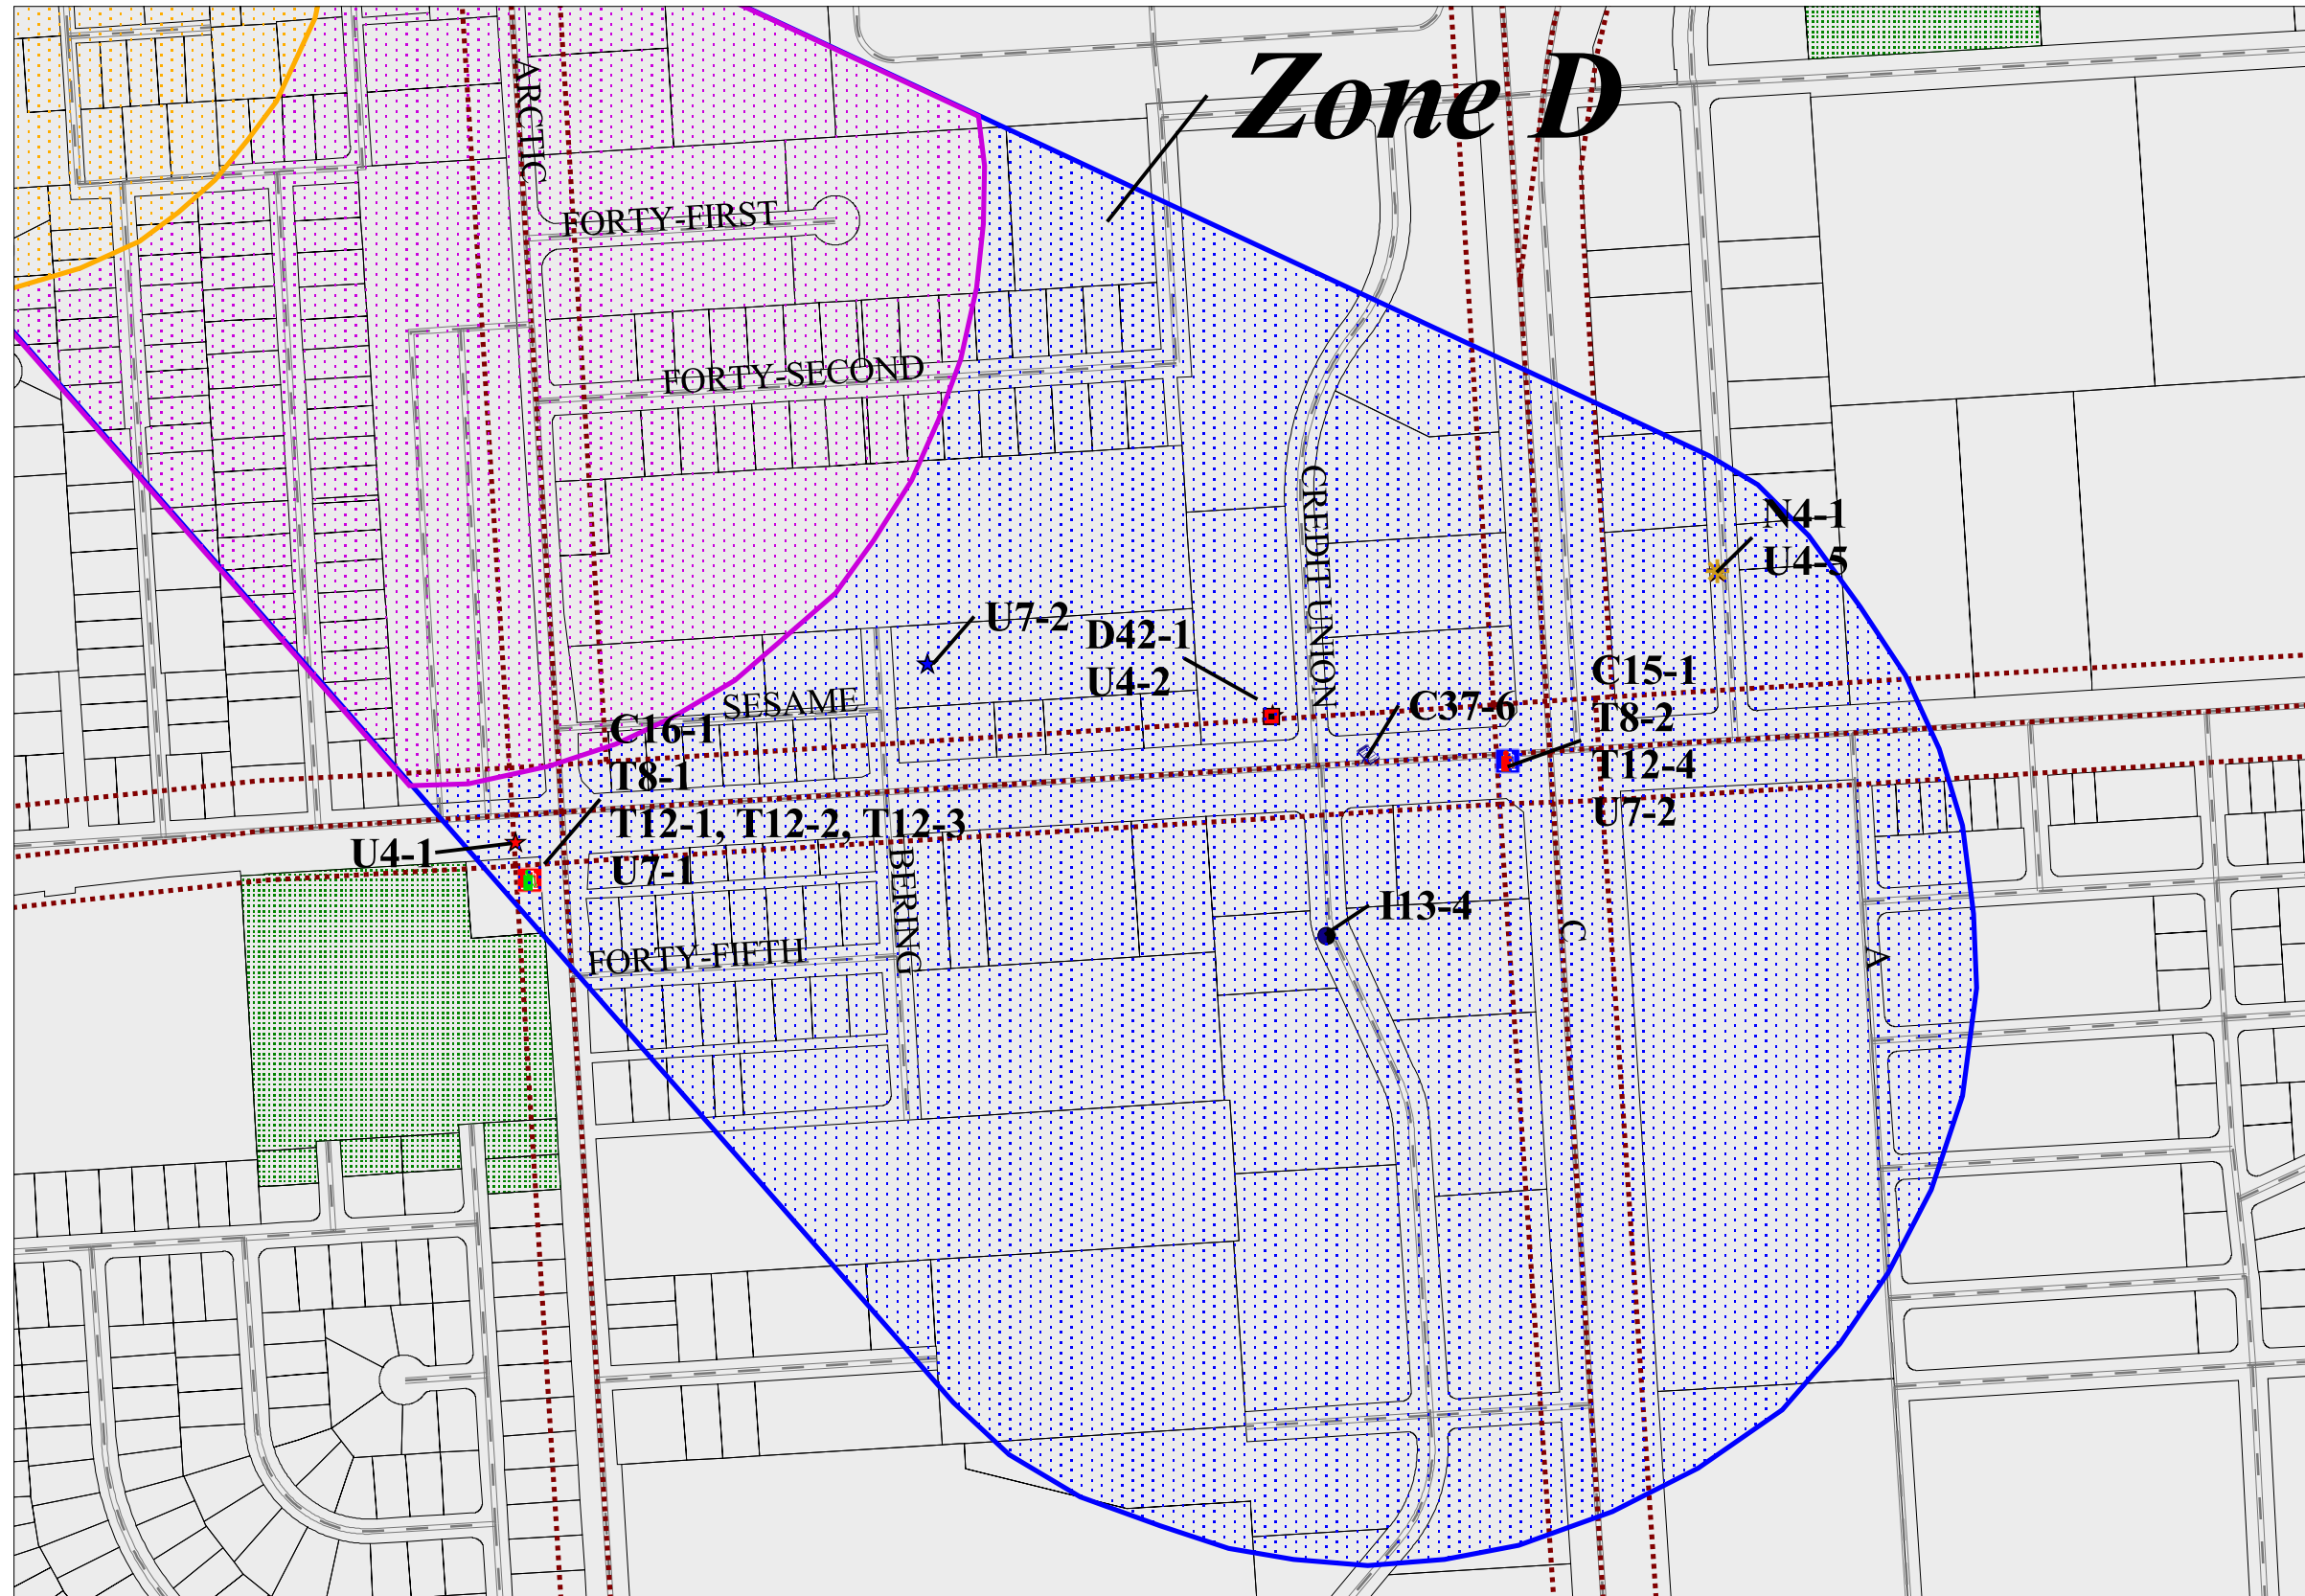 Zone D
ARCTIC
FORTY-FIRST
FORTY-SECOND
CREDIT UNION
N4-1
U4-5
U7-2
D42-1
U4-2
C15-1
T8-2
T12-4
U7-2
SESAME
C37-6
C16-1
T8-1
T12-1, T12-2, T12-3
U7-1
U4-1
BERING
I13-4
C
A
FORTY-FIFTH